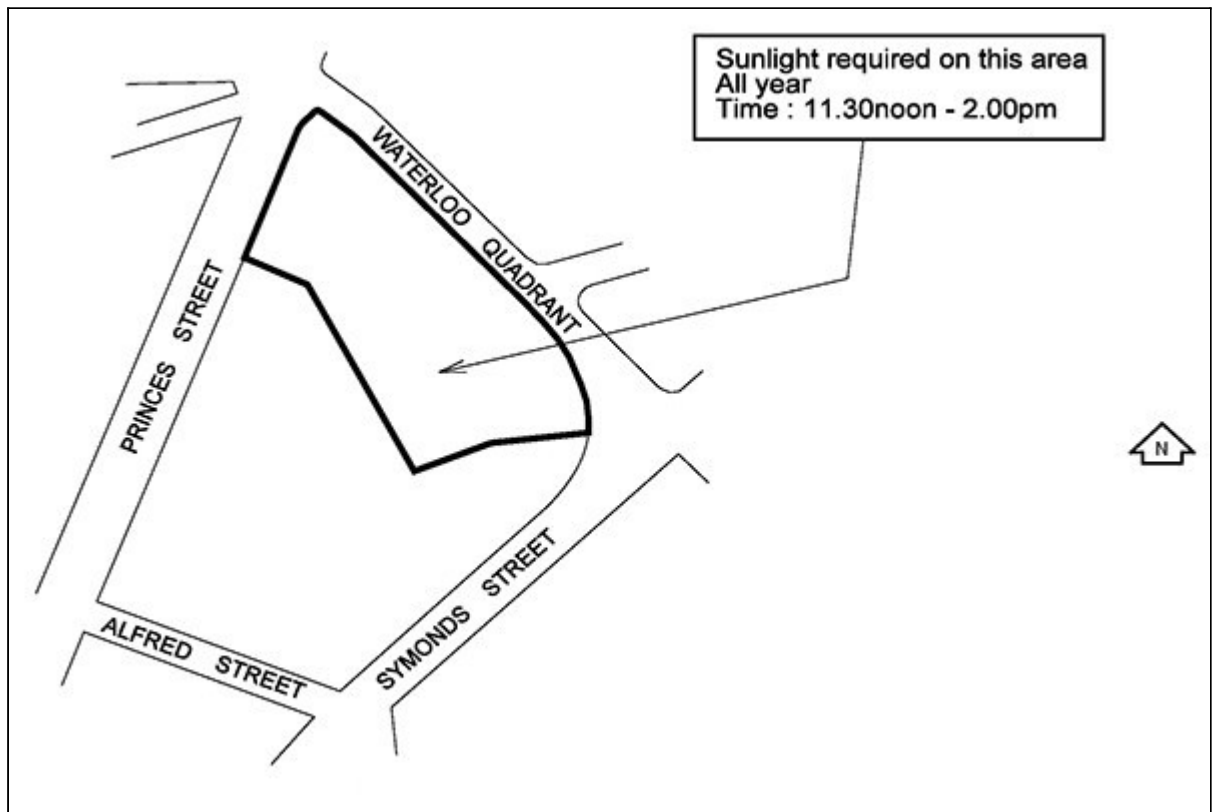 Sunlight required on this area
All year
Time : 11.30noon - 2.00pm
WATERLOO QUADRANT
PRINCES STREET
N
SYMONDS STREET
ALFRED STREET